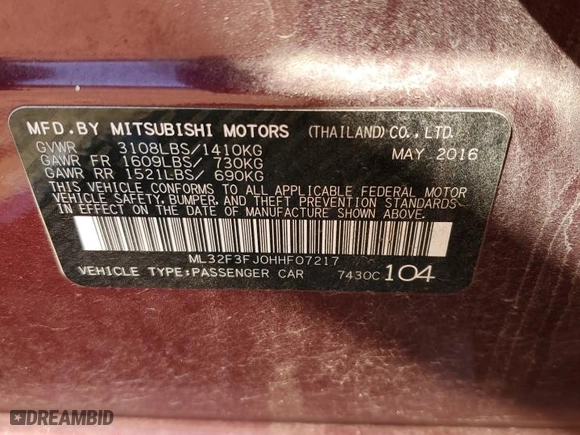 MFD.BY MITSUBISHI MOTORS (THAILAND) CO.,LTD.
GVWR 3108LBS/1410KG MAY 2016
GAWR FR 1609LBS/ 730KG
GAWR RR 1521LBS/ 690KG
THIS VEHICLE CONFORMS TO ALL APPLICABLE FEDERAL MOTOR
VEHICLE SAFETY, BUMPER, AND THEFT PREVENTION STANDARDS
IN EFFECT ON THE DATE OF MANUFACTURE SHOWN ABOVE.
ML32F3FJ0HHF07217
VEHICLE TYPE:PASSENGER CAR 7430C 104
DREAMBID